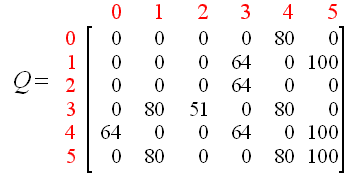 0 1 2 3 4 5
0 0 0 0 0 80 0
1 0 0 0 64 0 100
2 0 0 0 64 0 0
Q= 3 0 80 51 0 80 0
4 64 0 0 64 0 100
5 0 80 0 0 80 100